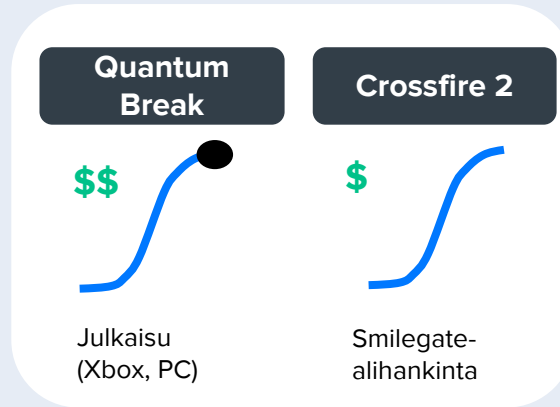 Quantum
Break
Crossfire 2
$$
$
Julkaisu
(Xbox, PC)
Smilegate-
alihankinta